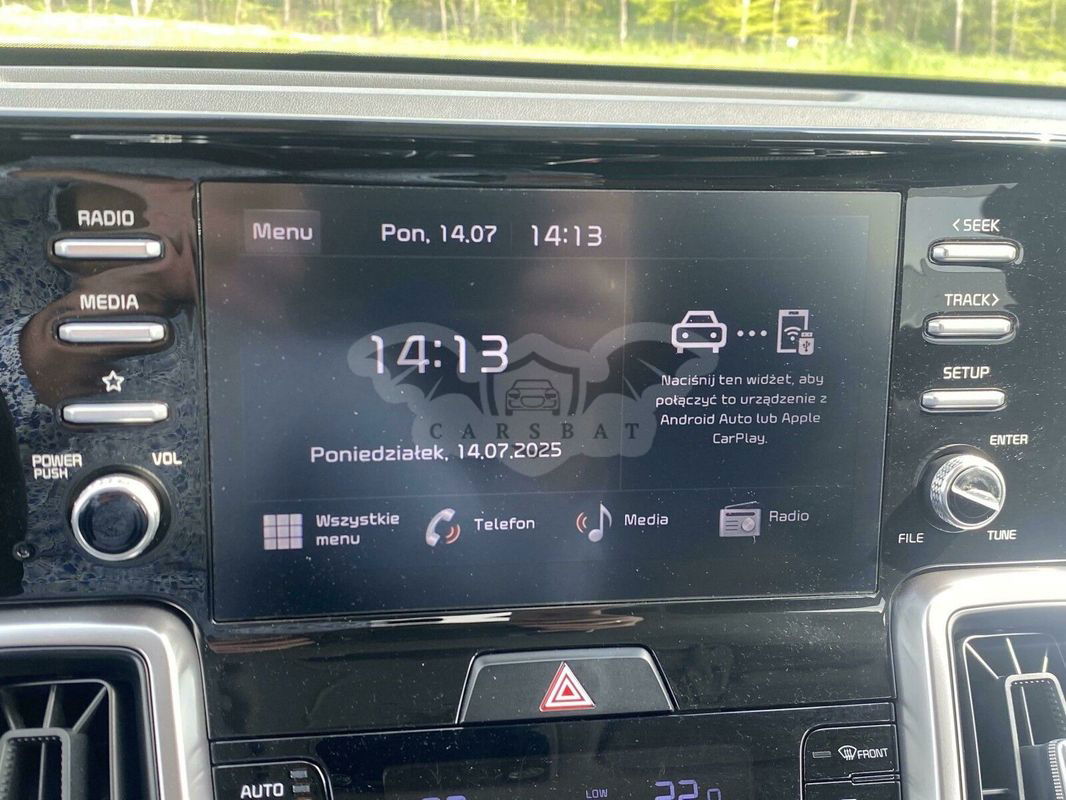 RADIO
MEDIA
POWER
PUSH
VOL
Menu
Pon, 14.07
14:13
14:13
Poniedziałek, 14.07.2025
CARSBAT
Naciśnij ten widżet, aby
połączyć to urządzenie z
Android Auto lub Apple
CarPlay.
Wszystkie
menu
Telefon
Media
Radio
<SEEK
TRACK>
SETUP
ENTER
FILE
TUNE
AUTO
LOW
FRONT